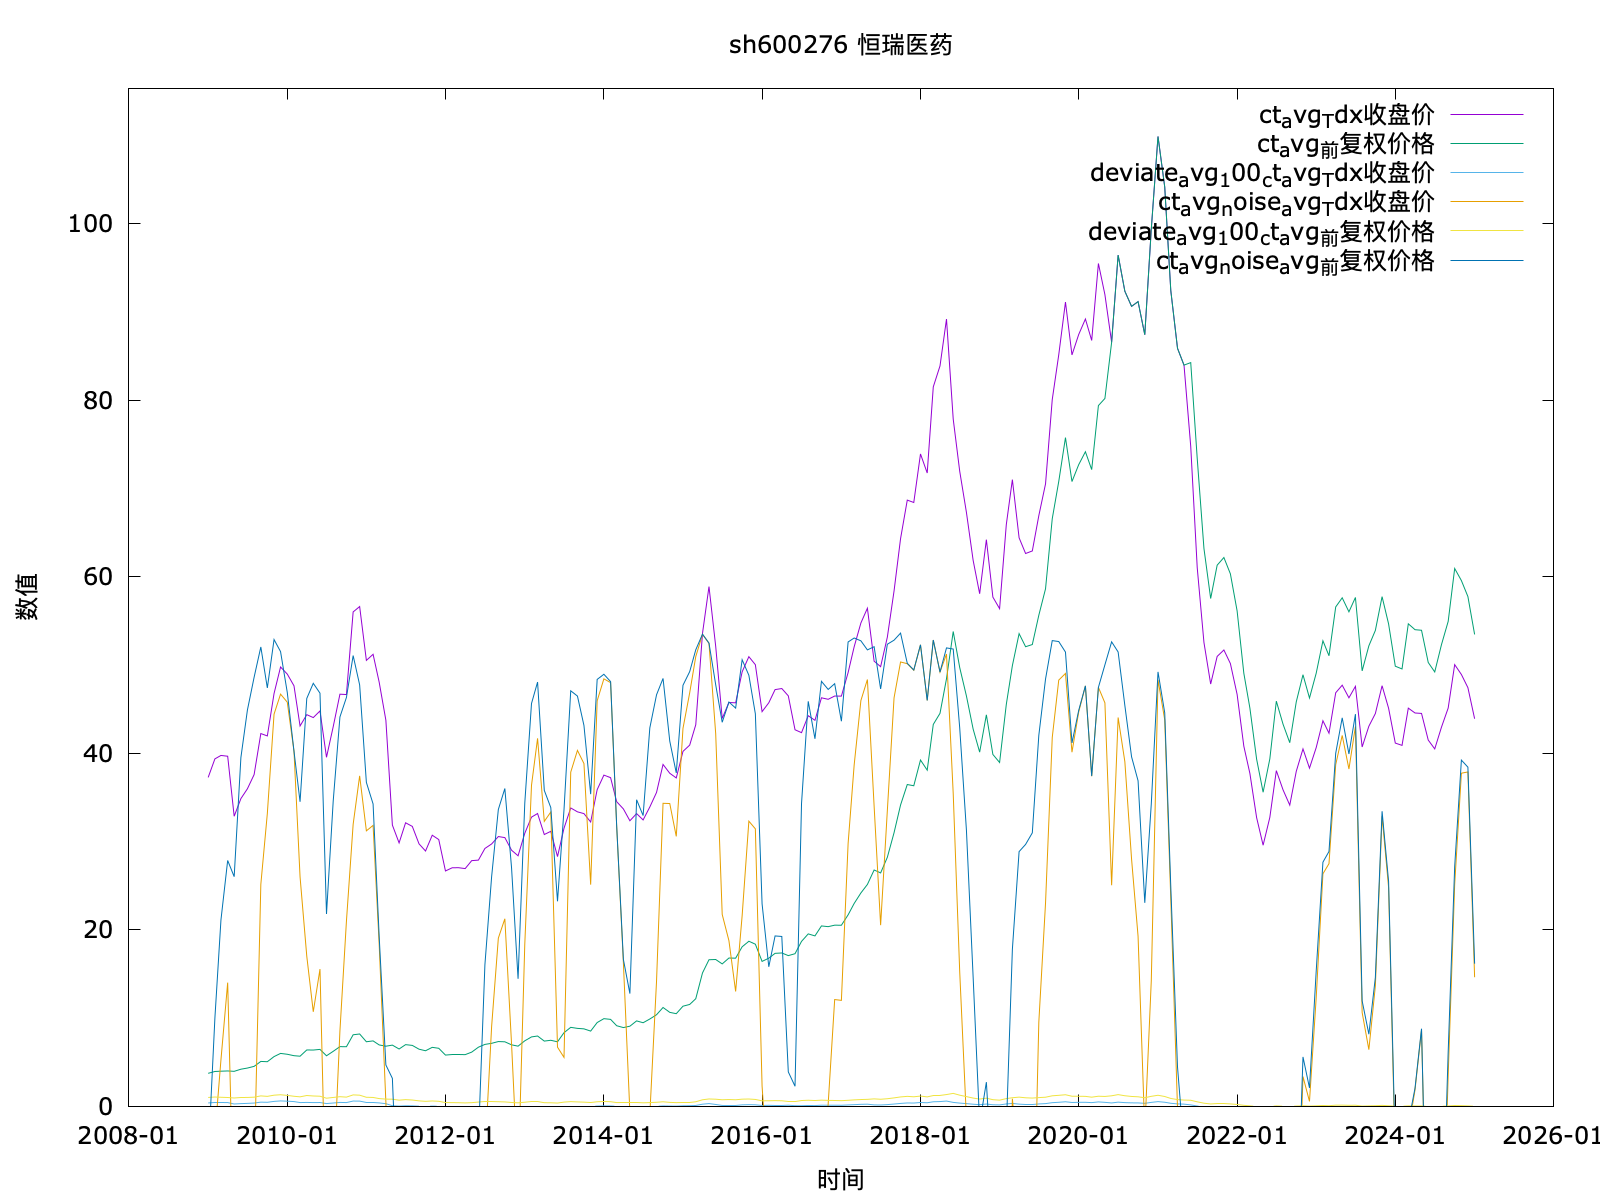 sh600276 恒瑞医药
ct_avg_Tdx收盘价
ct_avg_前复权价格
deviate_avg_100_ct_avg_Tdx收盘价
ct_avg_noise_avg_Tdx收盘价
deviate_avg_100_ct_avg_前复权价格
ct_avg_noise_avg_前复权价格
100
80
60
40
20
0
数值
2008-01 2010-01 2012-01 2014-01 2016-01 2018-01 2020-01 2022-01 2024-01 2026-01
时间